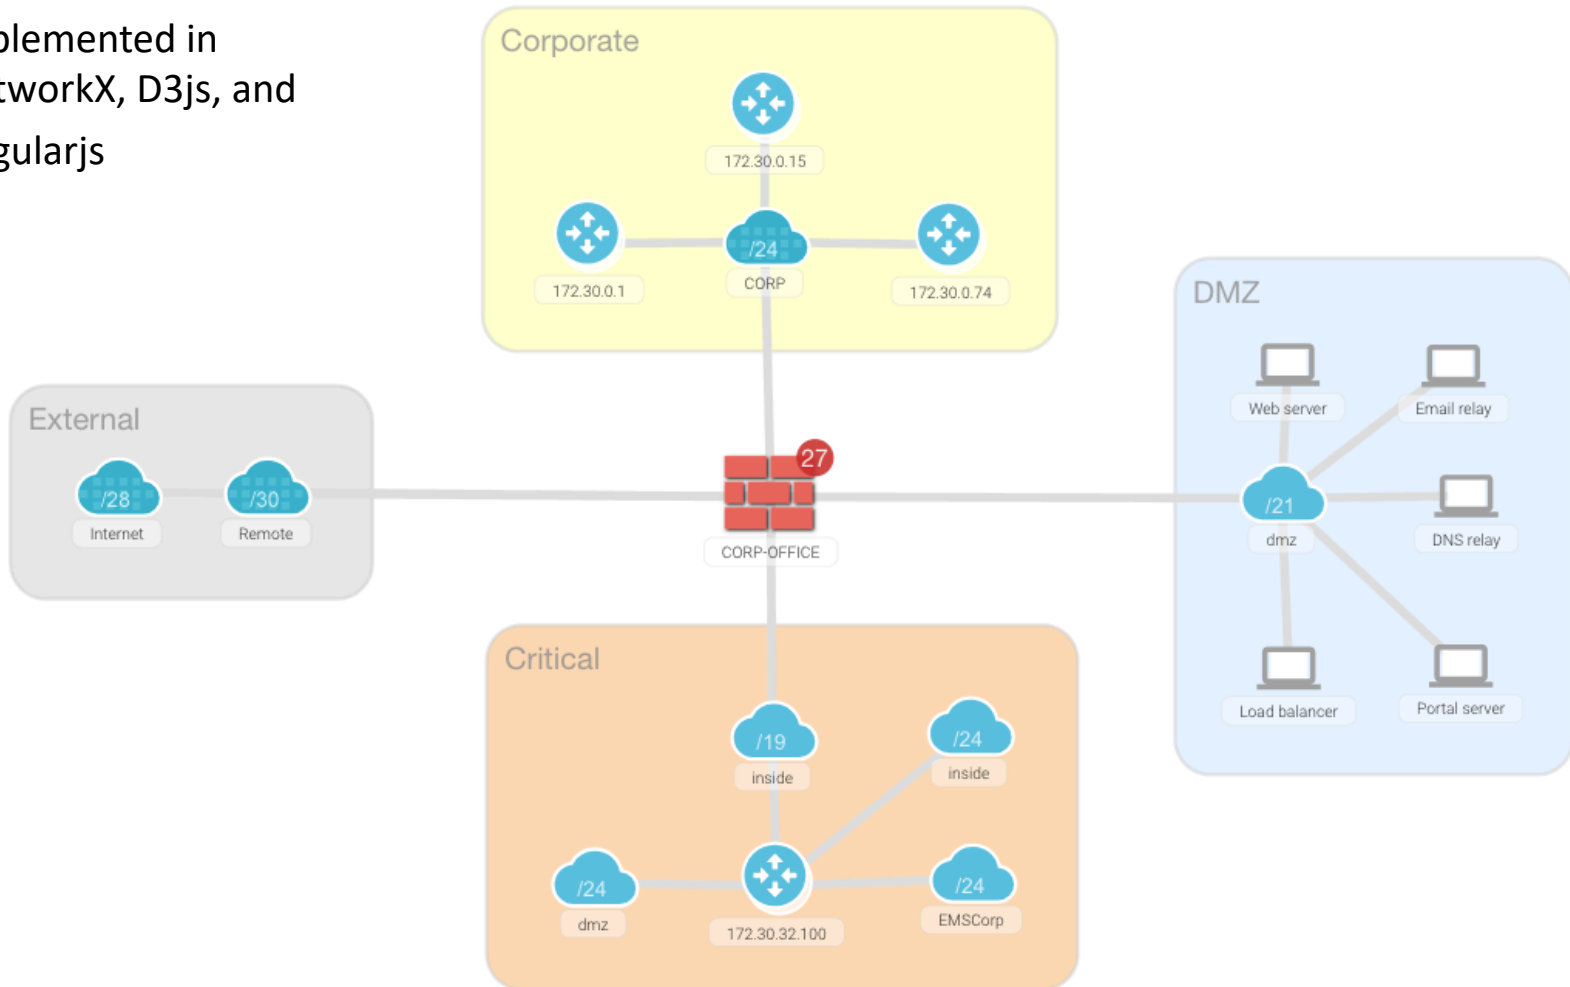 plemented in
tworkX, D3js, and
gularjs
Corporate
172.30.0.15
/24
172.30.0.1
CORP
172.30.0.74
DMZ
Web server
Email relay
External
27
/28
/30
/21
Internet
Remote
dmz
DNS relay
CORP-OFFICE
Critical
Load balancer
Portal server
/19
/24
inside
inside
/24
/24
dmz
172.30.32.100
EMSCorp